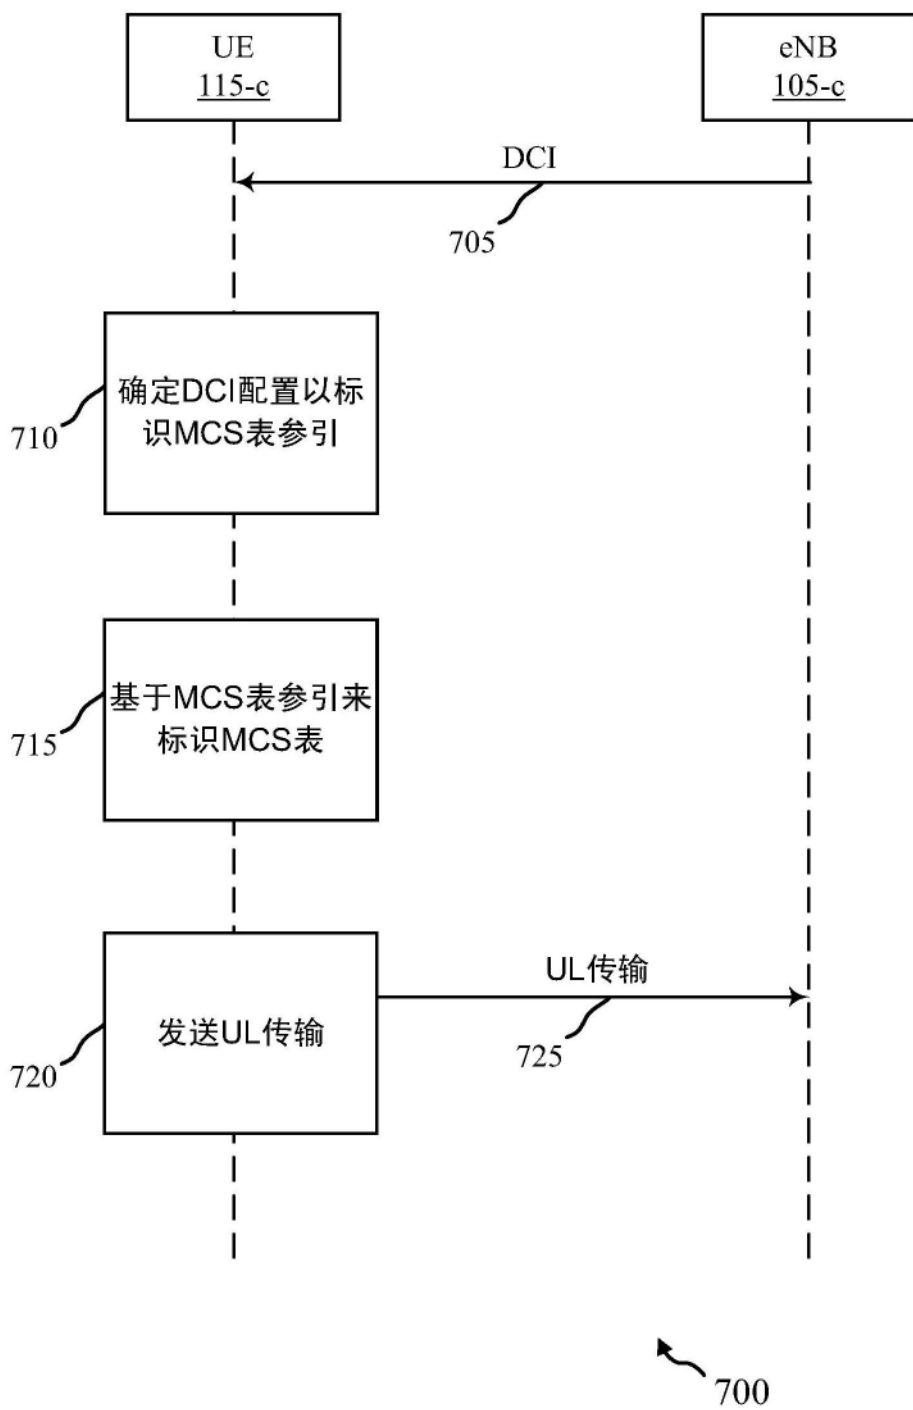 UE
115-c
eNB
105-c
DCI
705
确定DCI配置以标
识MCS表参引
710
基于MCS表参引来
标识MCS表
715
UL传输
725
发送UL传输
720
700